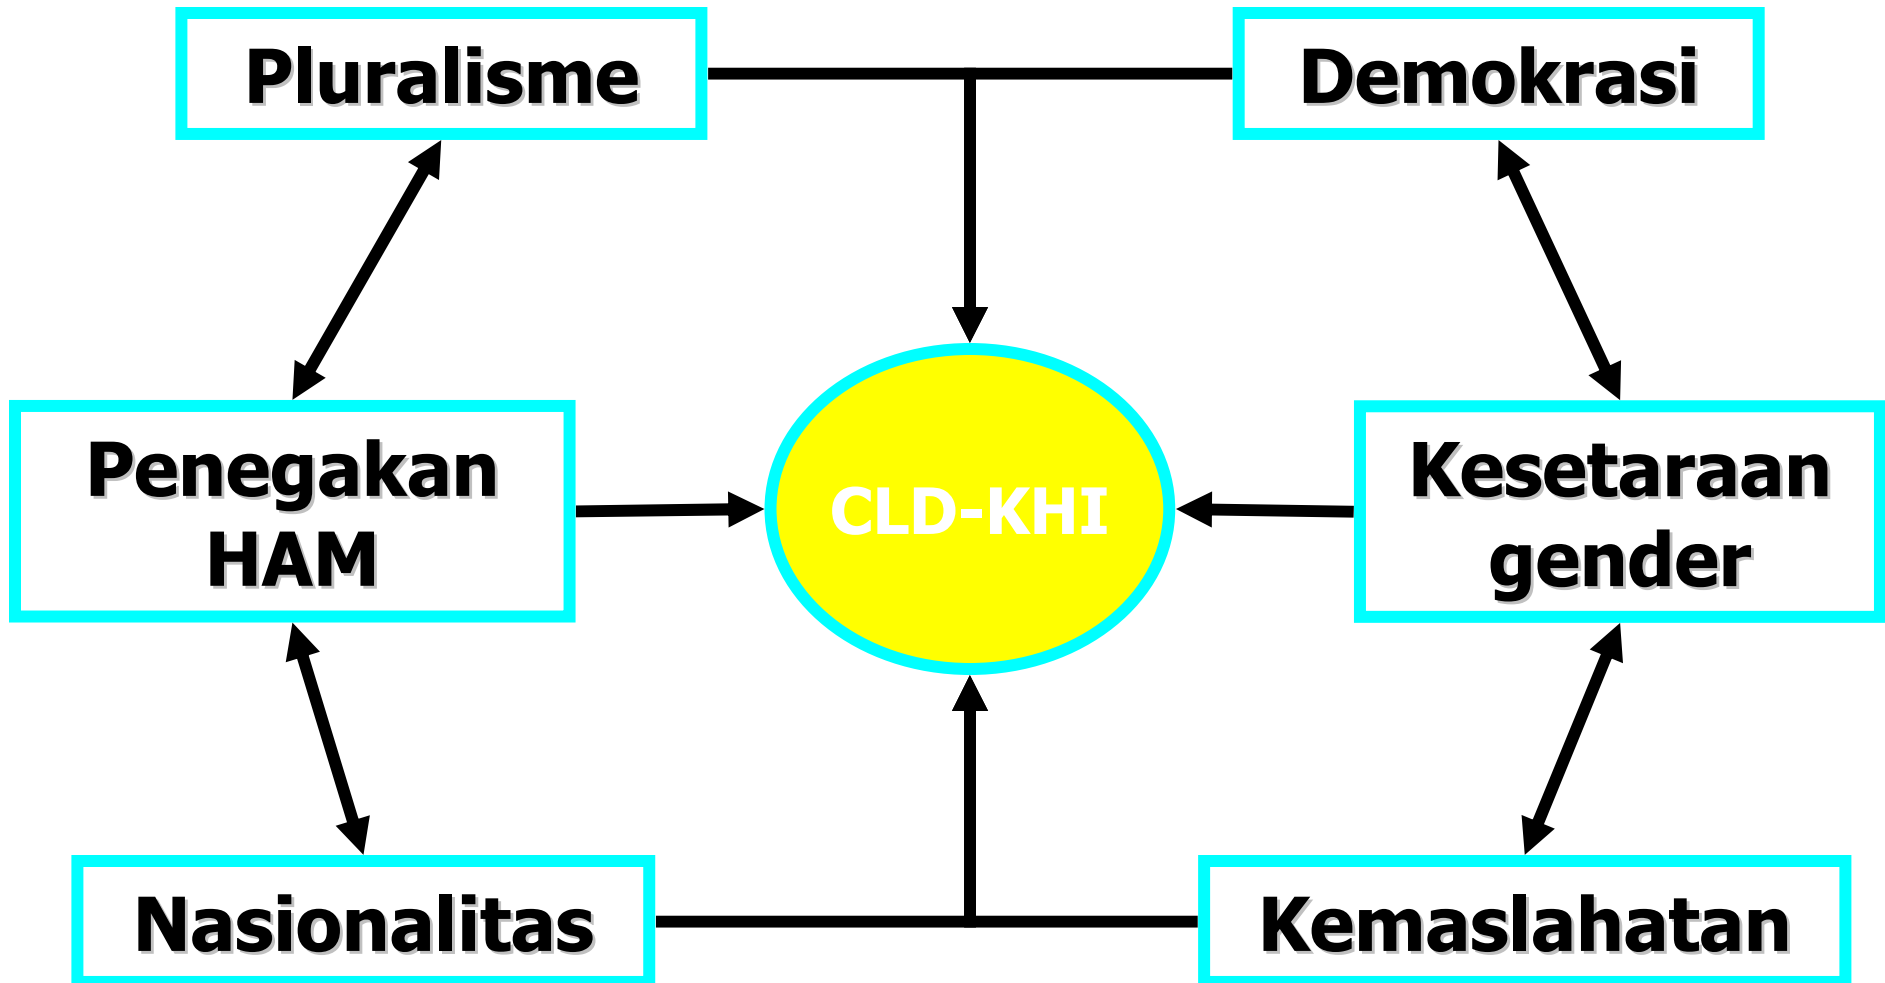 Pluralisme
Demokrasi
Penegakan
HAM
CLD-KHI
Kesetaraan
gender
Nasionalitas
Kemaslahatan